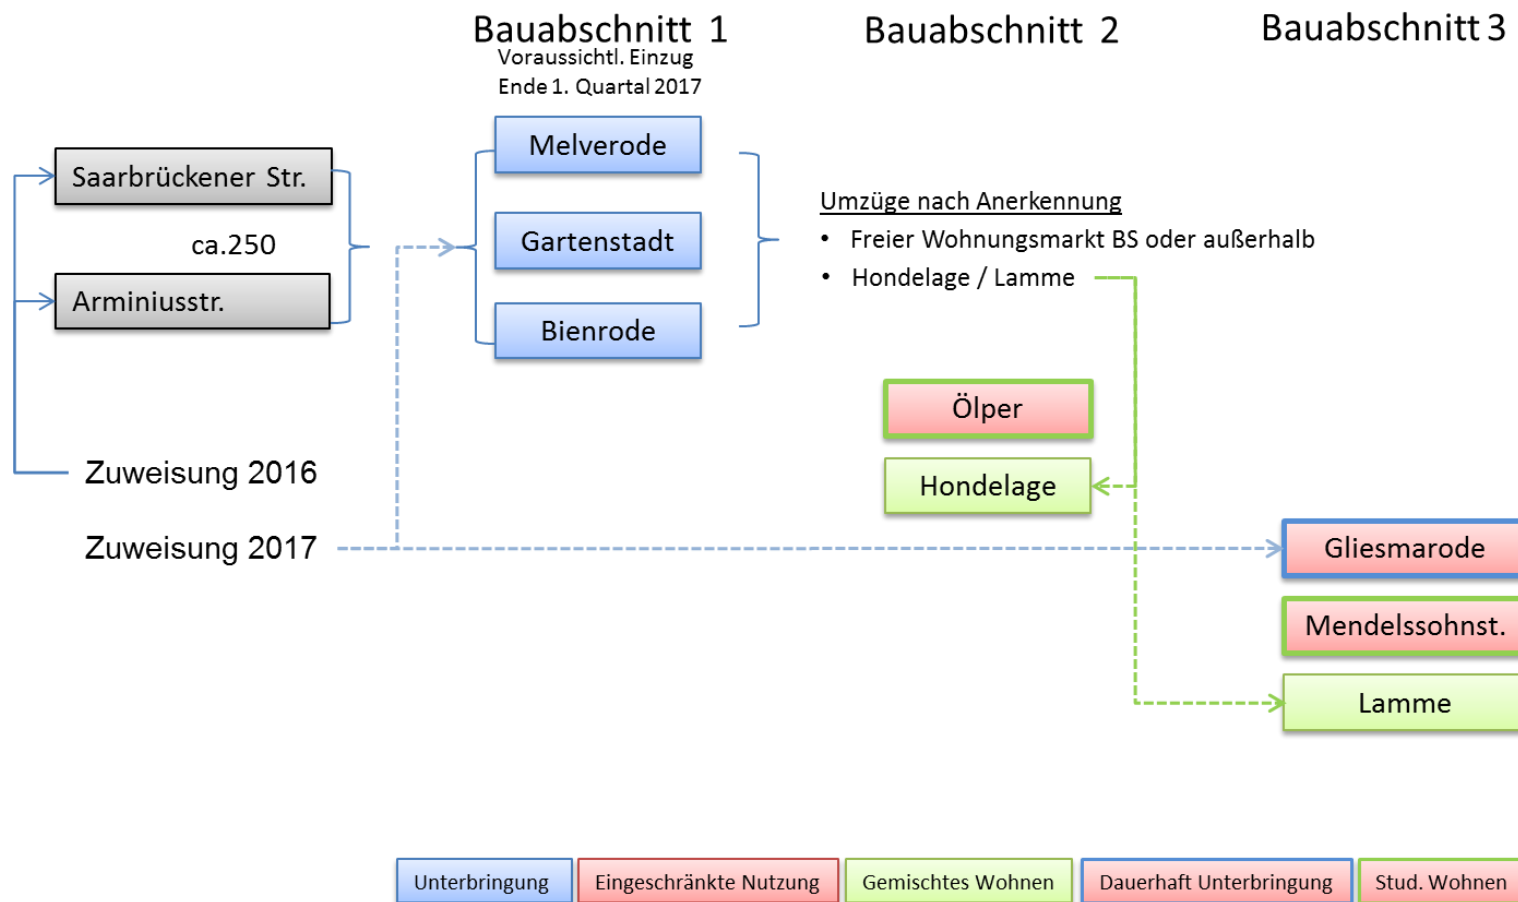 Bauabschnitt 1
Voraussichtl. Einzug
Ende 1. Quartal 2017
Bauabschnitt 2
Bauabschnitt 3
Saarbrückener Str.
ca.250
Arminiusstr.
Melverode
Gartenstadt
Bienrode
Umzüge nach Anerkennung
• Freier Wohnungsmarkt BS oder außerhalb
• Hondelage / Lamme
Ölper
Hondelage
Zuweisung 2016
Zuweisung 2017
Gliesmarode
Mendelssohnst.
Lamme
Unterbringung
Eingeschränkte Nutzung
Gemischtes Wohnen
Dauerhaft Unterbringung
Stud. Wohnen